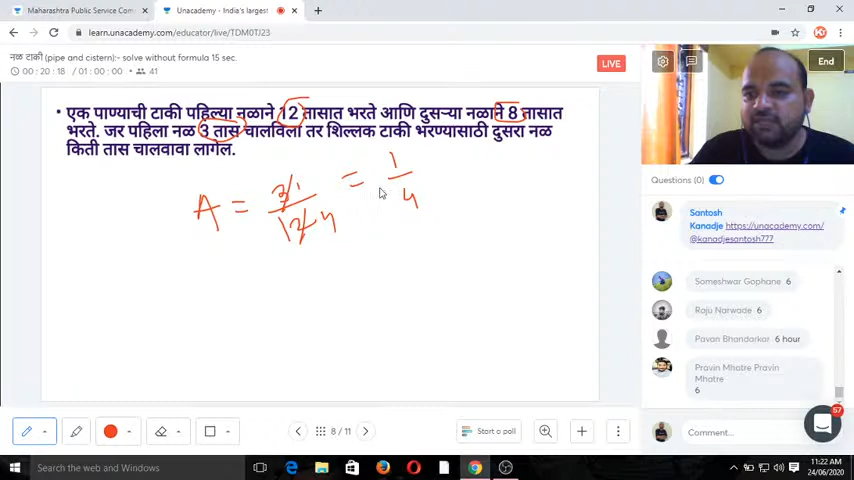 Maharashtra Public Service Com
Unacademy - India's largest
learn.unacademy.com/educator/live/TDM0TJ23
नळ टाकी (pipe and cistern):- solve without formula 15 sec.
00 : 20 : 18 / 01 : 00 : 00 • 41
LIVE
End
• एक पाण्याची टाकी पहिल्या नळाने 12 तासात भरते आणि दुसऱ्या नळाने 8 तासात
भरते. जर पहिला नळ 3 तास चालविला तर शिल्लक टाकी भरण्यासाठी दुसरा नळ
किती तास चालवावा लागेल.
A = 3/12 = 1/4
1
4
Questions (0)
Santosh
Kanadje https://unacademy.com/
@kanadjesantosh777
Someshwar Gophane 6
Raju Narwade 6
Pavan Bhandarkar 6 hour
Pravin Mhatre Pravin
Mhatre
6
57
8 / 11
Start a poll
Comment...
Search the web and Windows
11:22 AM
24/06/2020